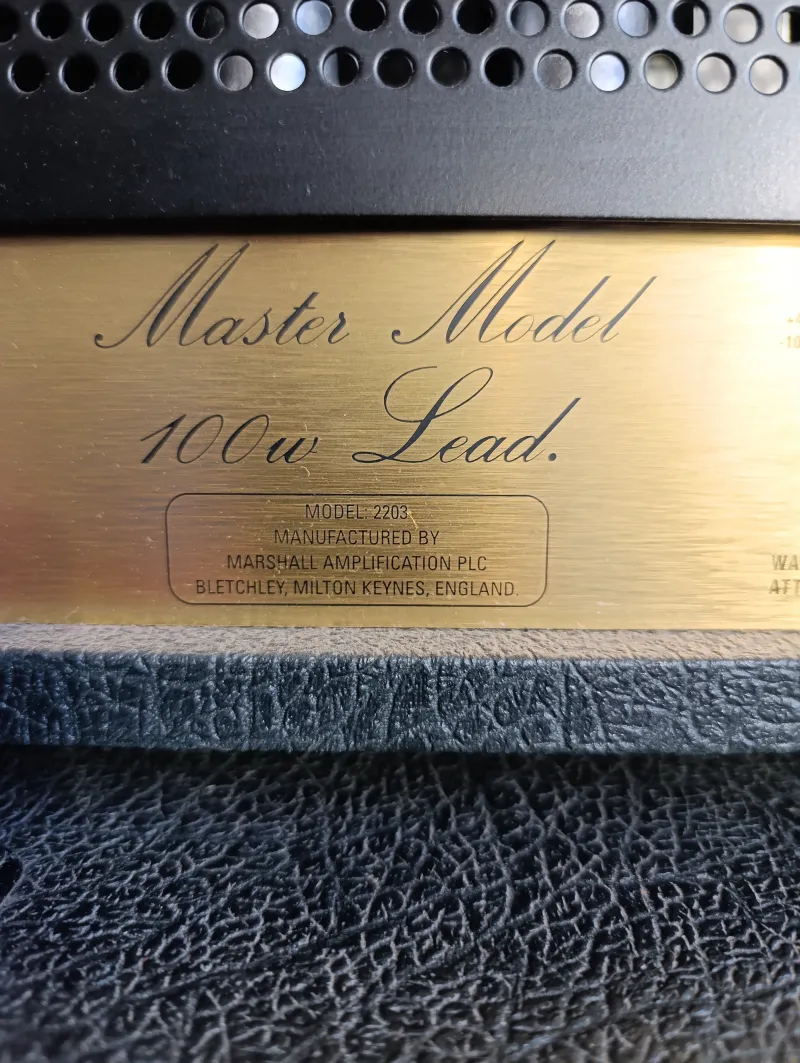 Master Model
100w Lead.
MODEL: 2203
MANUFACTURED BY
MARSHALL AMPLIFICATION PLC
BLETCHLEY, MILTON KEYNES, ENGLAND.